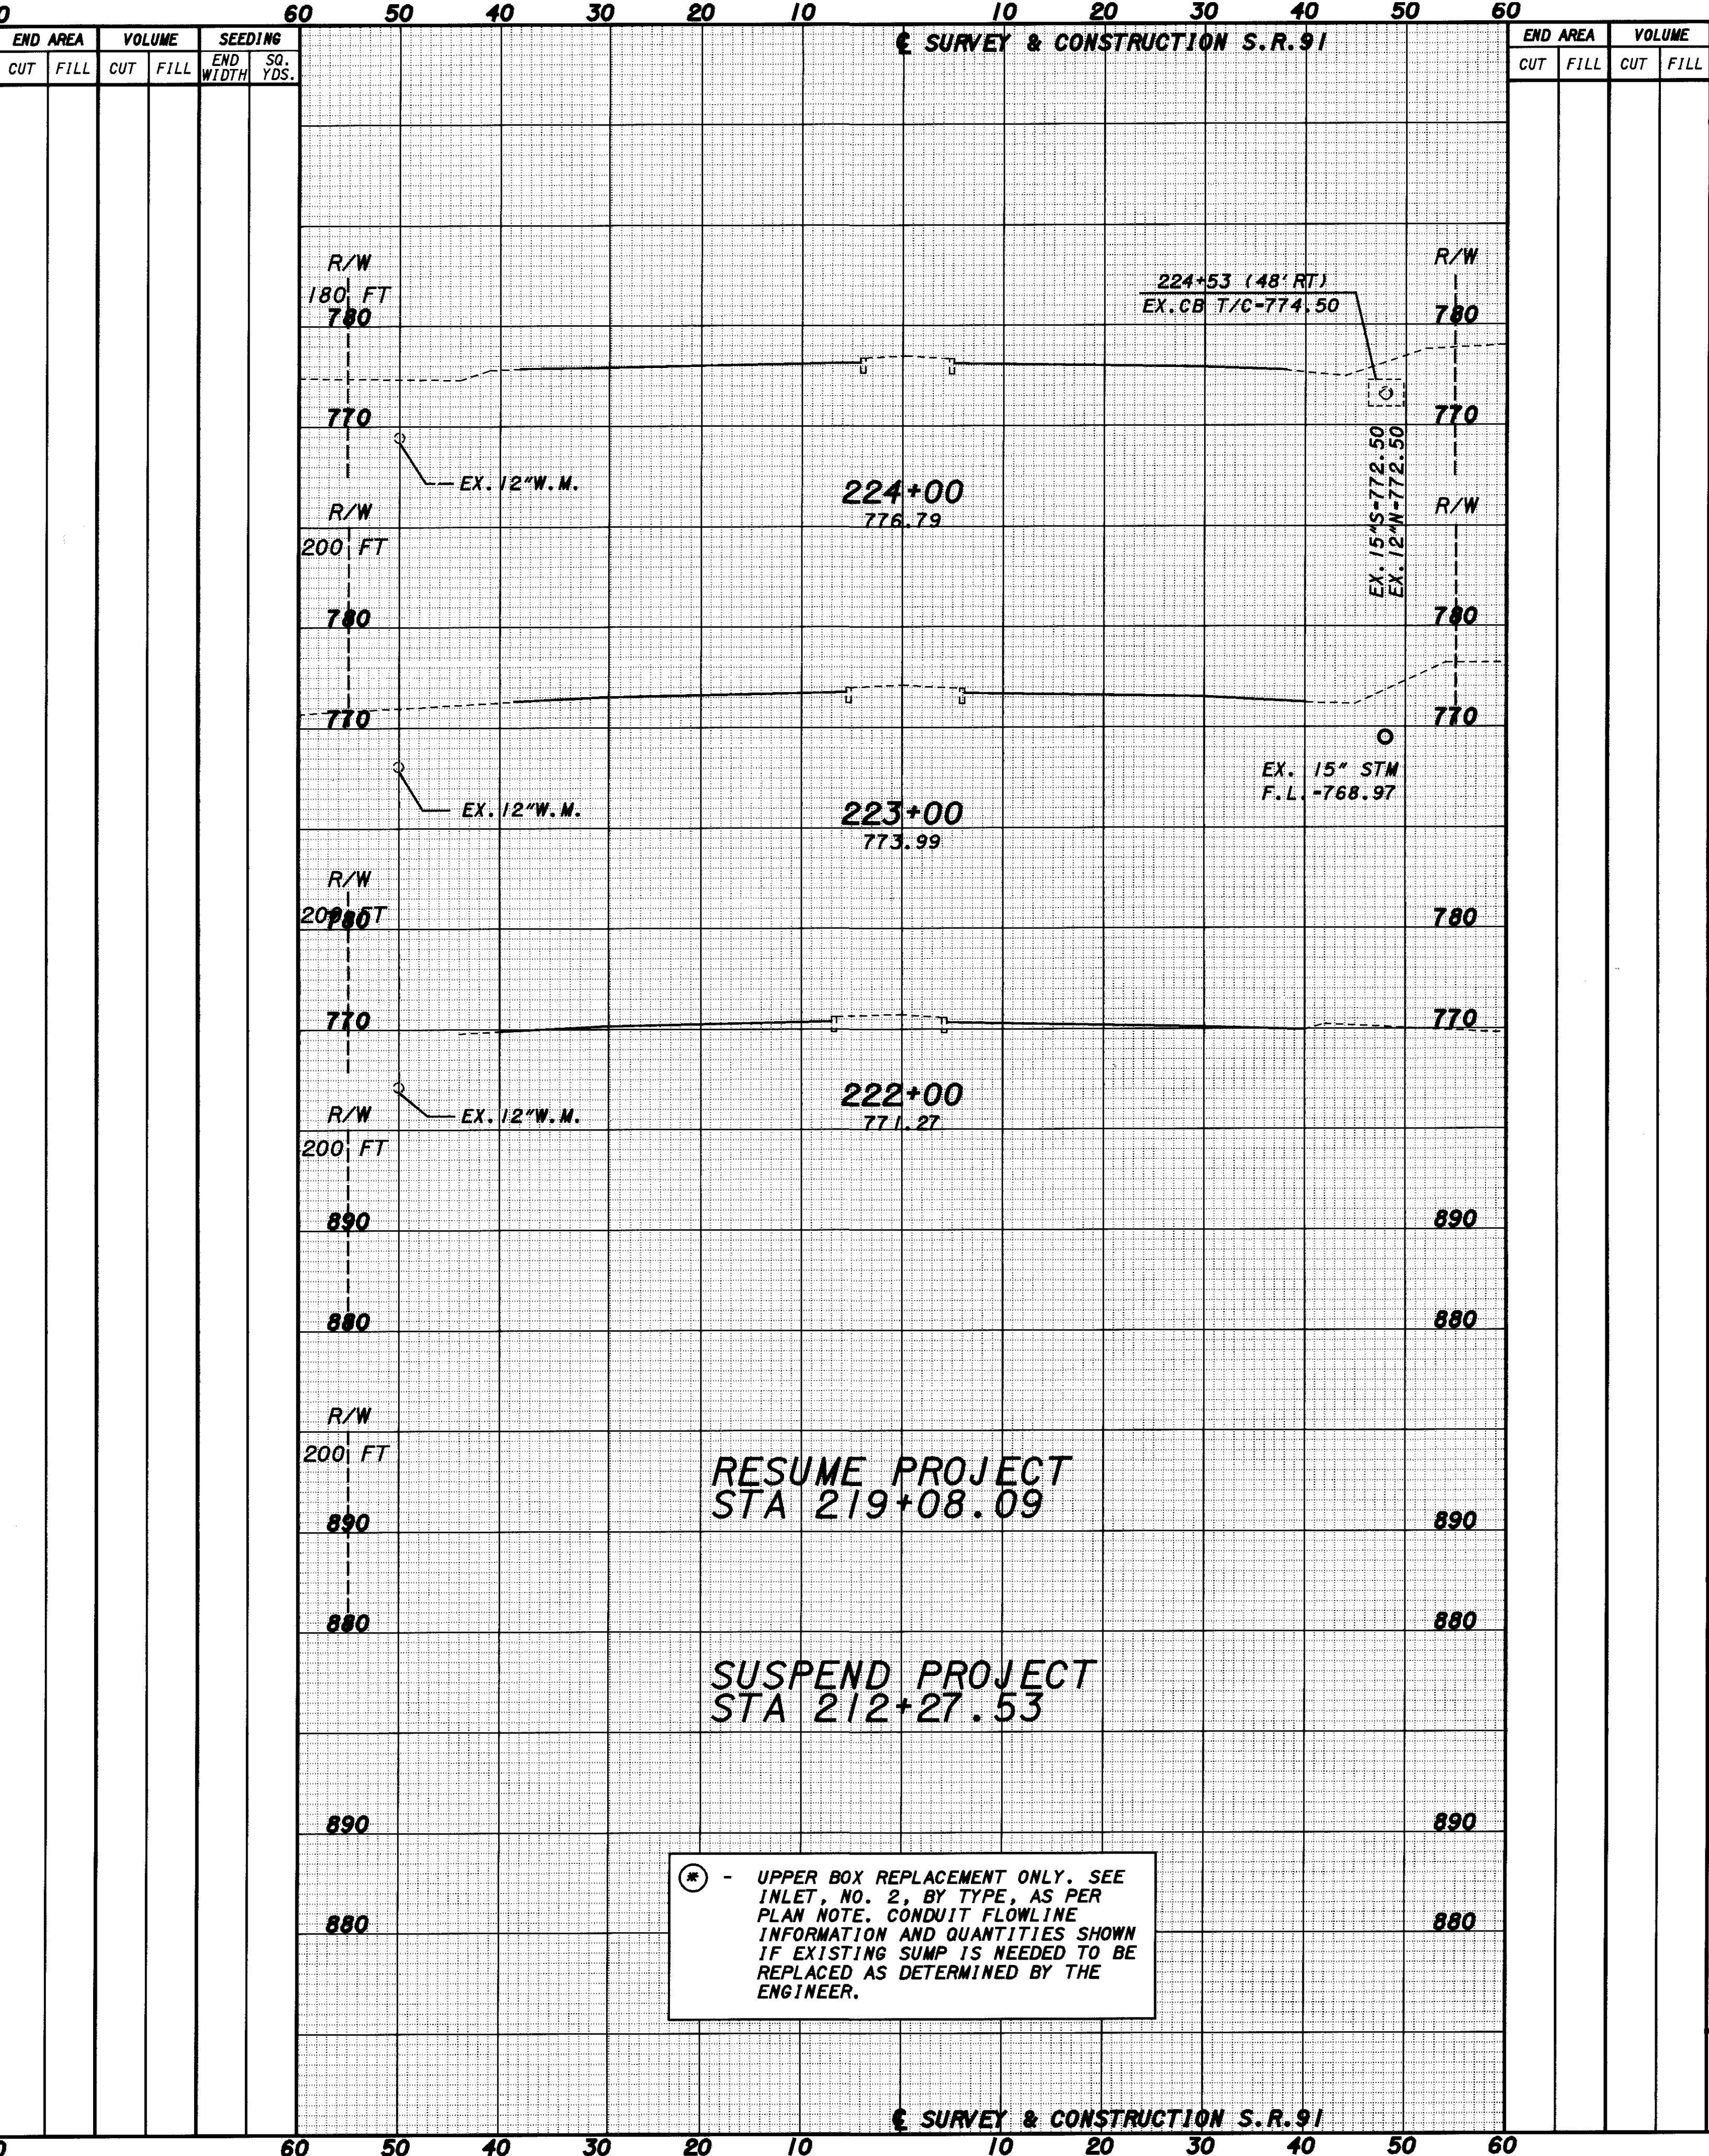 60 50 40 30 20 10 10 20 30 40 50 60
END AREA VOLUME SEEDING
CUT FILL CUT FILL END WIDTH SQ. YDS.
℄ SURVEY & CONSTRUCTION S.R.91
END AREA VOLUME
CUT FILL CUT FILL
R/W
180 FT
780
R/W
780
224+53 (48' RT)
EX.CB T/C=774.50
770
770
EX. 12"W.M.
224+00
776.79
EX. 15"S=772.50
EX. 12"N=772.50
R/W
200 FT
R/W
780
780
770
770
EX. 12"W.M.
223+00
773.99
EX. 15" STM
F.L.=768.97
R/W
200 FT
780
780
770
770
EX. 12"W.M.
222+00
771.27
R/W
200 FT
890
890
880
880
R/W
200 FT
RESUME PROJECT
STA 219+08.09
890
890
880
880
SUSPEND PROJECT
STA 212+27.53
890
890
880
880
* - UPPER BOX REPLACEMENT ONLY. SEE
INLET, NO. 2, BY TYPE, AS PER
PLAN NOTE. CONDUIT FLOWLINE
INFORMATION AND QUANTITIES SHOWN
IF EXISTING SUMP IS NEEDED TO BE
REPLACED AS DETERMINED BY THE
ENGINEER.
℄ SURVEY & CONSTRUCTION S.R.91
60 50 40 30 20 10 10 20 30 40 50 60